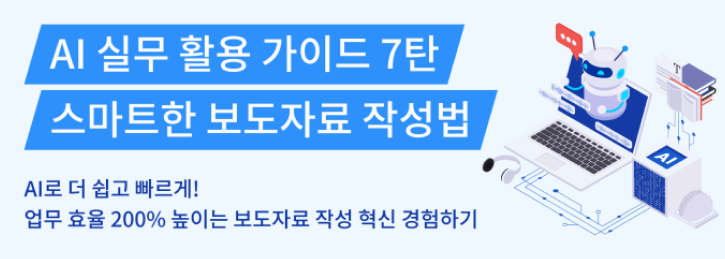 AI 실무 활용 가이드 7탄
스마트한 보도자료 작성법
AI로 더 쉽고 빠르게!
업무 효율 200% 높이는 보도자료 작성 혁신 경험하기
T
AI